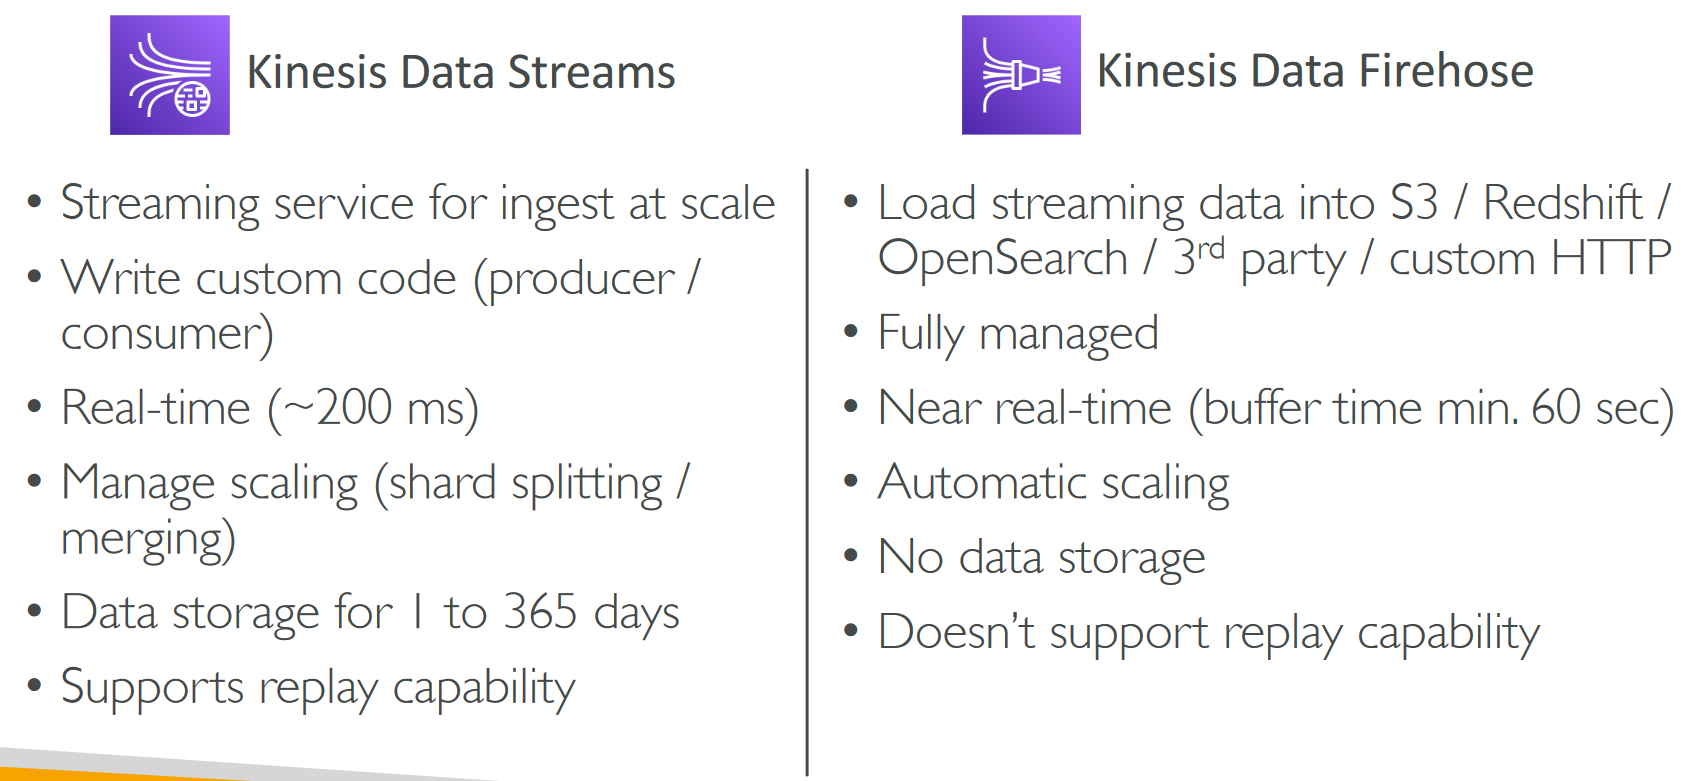 Kinesis Data Streams
• Streaming service for ingest at scale
• Write custom code (producer /
consumer)
• Real-time (~200 ms)
• Manage scaling (shard splitting /
merging)
• Data storage for 1 to 365 days
• Supports replay capability
Kinesis Data Firehose
• Load streaming data into S3 / Redshift /
OpenSearch / 3rd party / custom HTTP
• Fully managed
• Near real-time (buffer time min. 60 sec)
• Automatic scaling
• No data storage
• Doesn’t support replay capability